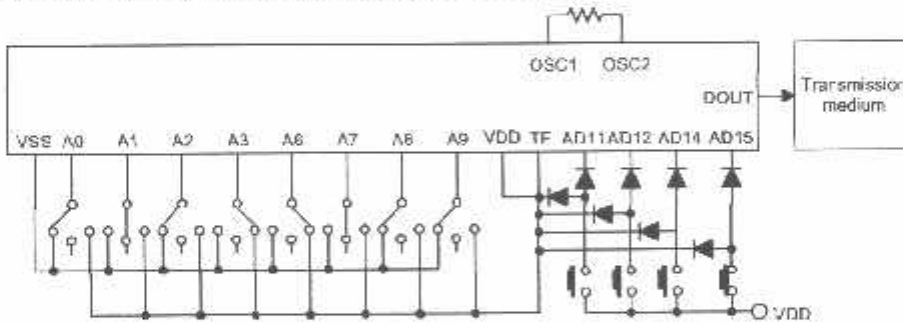 OSC1 OSC2
DOUT
Transmission
medium
VSS A0 A1 A2 A3 A6 A7 A8 A9 VDD TE AD11 AD12 AD14 AD15
VDD